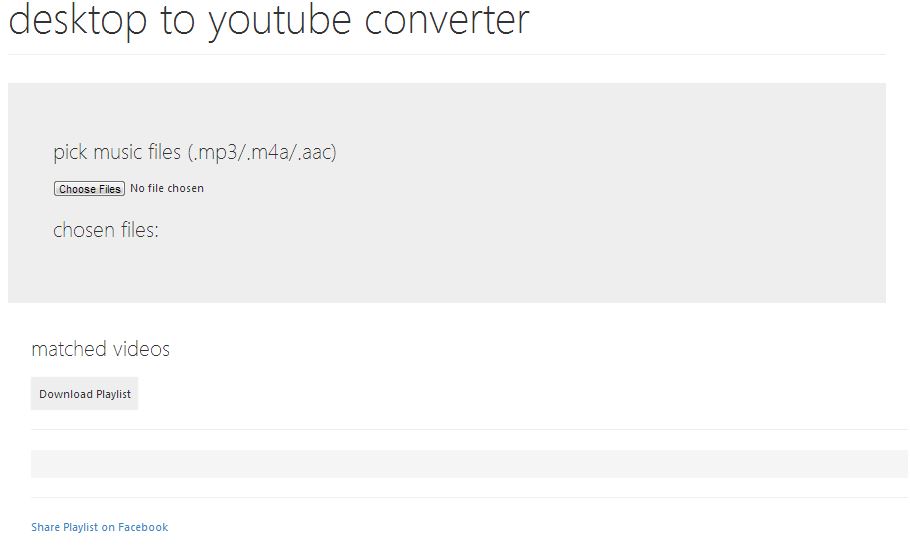 desktop to youtube converter
pick music files (.mp3/.m4a/.aac)
Choose Files No file chosen
chosen files:
matched videos
Download Playlist
Share Playlist on Facebook